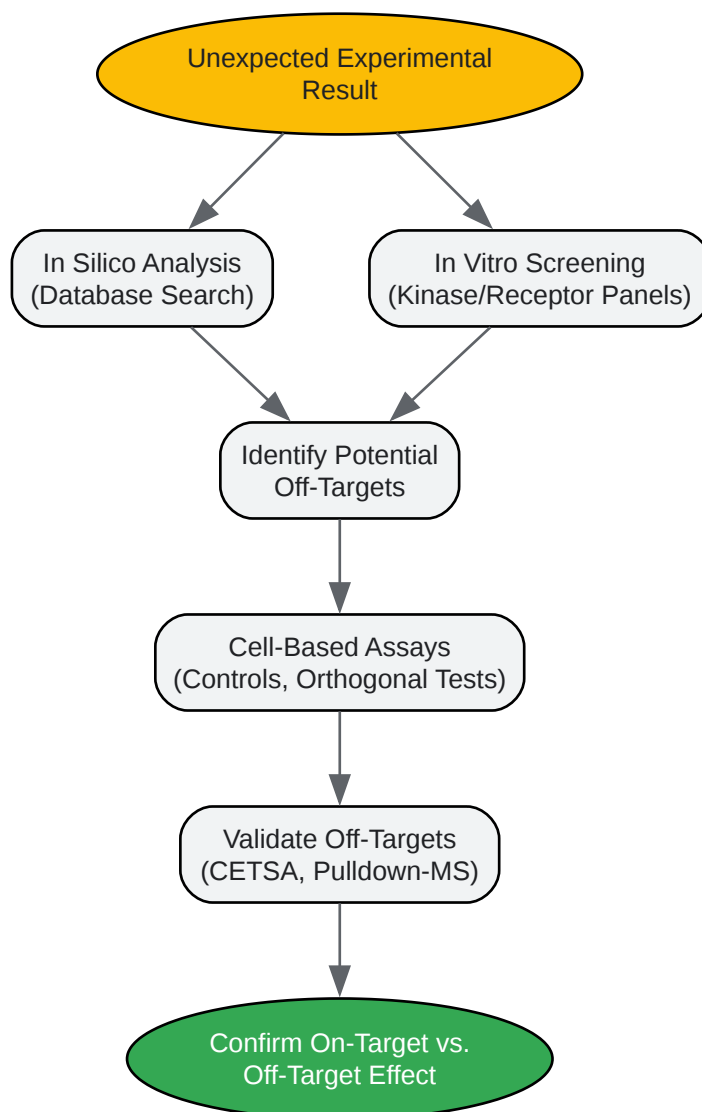 Unexpected Experimental
Result
In Silico Analysis
(Database Search)
In Vitro Screening
(Kinase/Receptor Panels)
Identify Potential
Off-Targets
Cell-Based Assays
(Controls, Orthogonal Tests)
Validate Off-Targets
(CETSA, Pulldown-MS)
Confirm On-Target vs.
Off-Target Effect